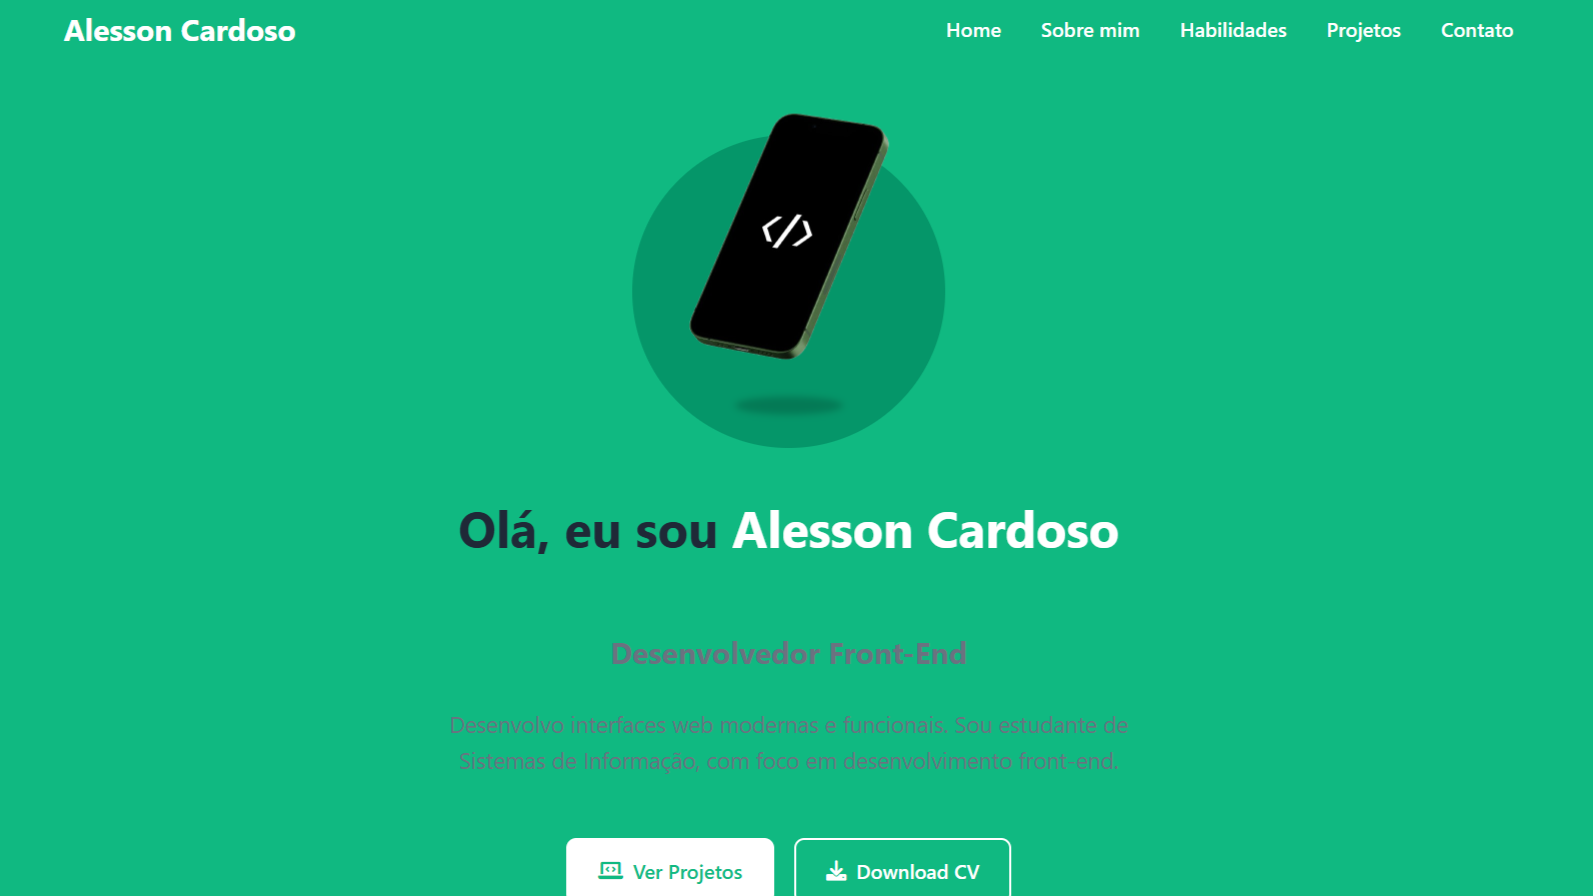 Alesson Cardoso
Home
Sobre mim
Habilidades
Projetos
Contato
</>
Olá, eu sou Alesson Cardoso
Desenvolvedor Front-End
Desenvolvo interfaces web modernas e funcionais. Sou estudante de
Sistemas de Informação, com foco em desenvolvimento front-end.
Ver Projetos
Download CV